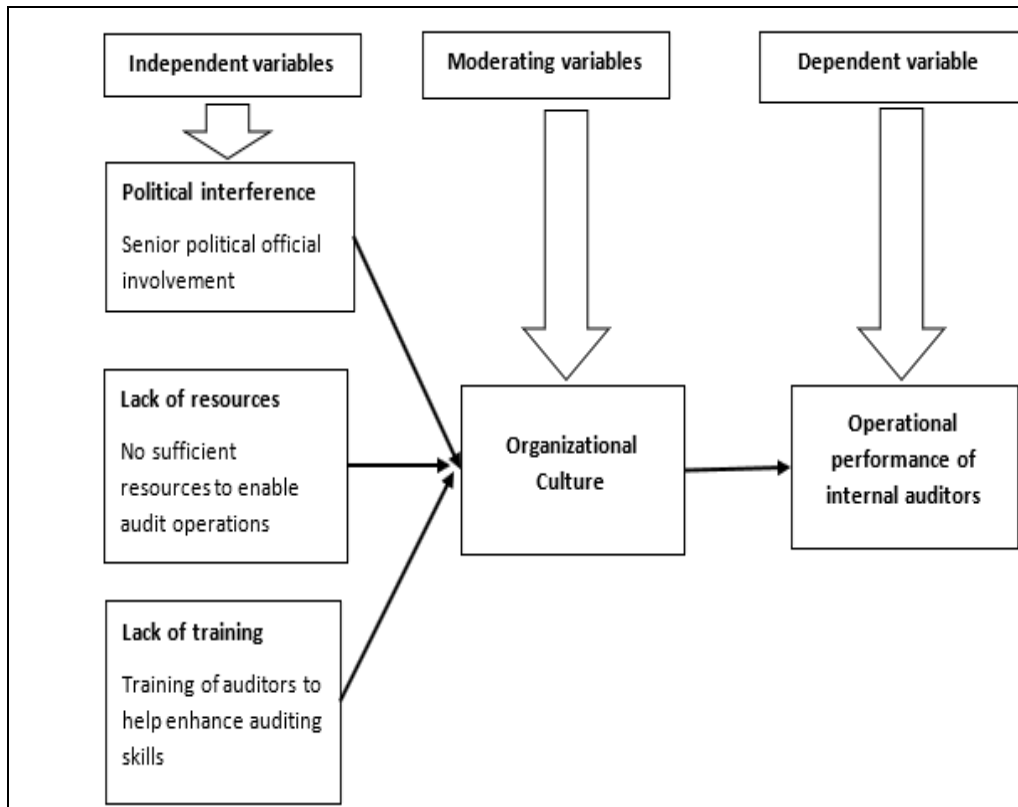 Independent variables
Moderating variables
Dependent variable
Political interference
Senior political official
involvement
Lack of resources
No sufficient
resources to enable
audit operations
Lack of training
Training of auditors to
help enhance auditing
skills
Organizational
Culture
Operational
performance of
internal auditors